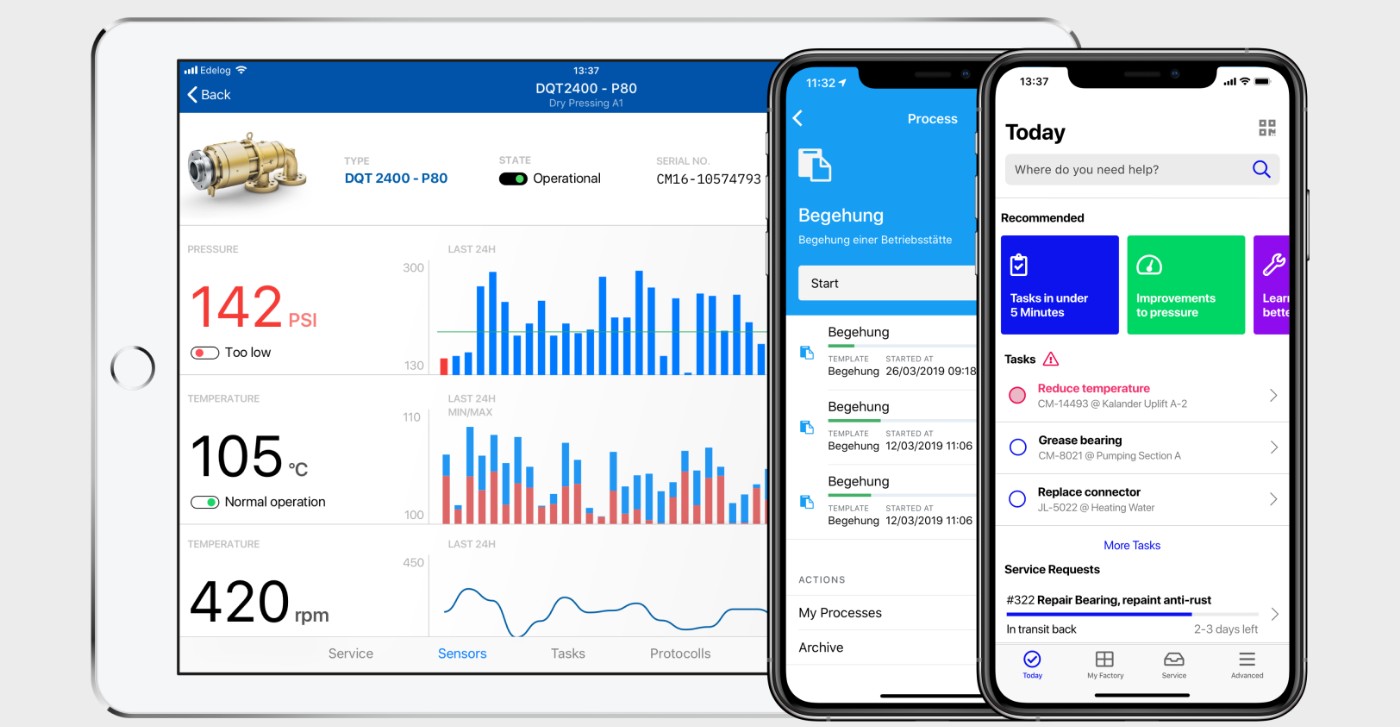 Edelog
13:37
Back
DQT2400 - P80
Dry Pressing A1
TYPE
DQT 2400 - P80
STATE
Operational
SERIAL NO.
CM16-10574793
PRESSURE
142 PSI
Too low
LAST 24H
300
130
TEMPERATURE
105 °C
Normal operation
LAST 24H
MIN/MAX
110
100
TEMPERATURE
420 rpm
LAST 24H
450
Service
Sensors
Tasks
Protocolls
11:32
Process
Begehung
Begehung einer Betriebsstätte
Start
Begehung
TEMPLATE STARTED AT
Begehung 26/03/2019 09:18
Begehung
TEMPLATE STARTED AT
Begehung 12/03/2019 11:06
Begehung
TEMPLATE STARTED AT
Begehung 12/03/2019 11:06
ACTIONS
My Processes
Archive
13:37
Today
Where do you need help?
Recommended
Tasks in under
5 Minutes
Improvements
to pressure
Lear
bette
Tasks
Reduce temperature
CM-14493 @ Kalander Uplift A-2
Grease bearing
CM-8021 @ Pumping Section A
Replace connector
JL-5022 @ Heating Water
More Tasks
Service Requests
#322 Repair Bearing, repaint anti-rust
In transit back
2-3 days left
Today
My Factory
Service
Advanced